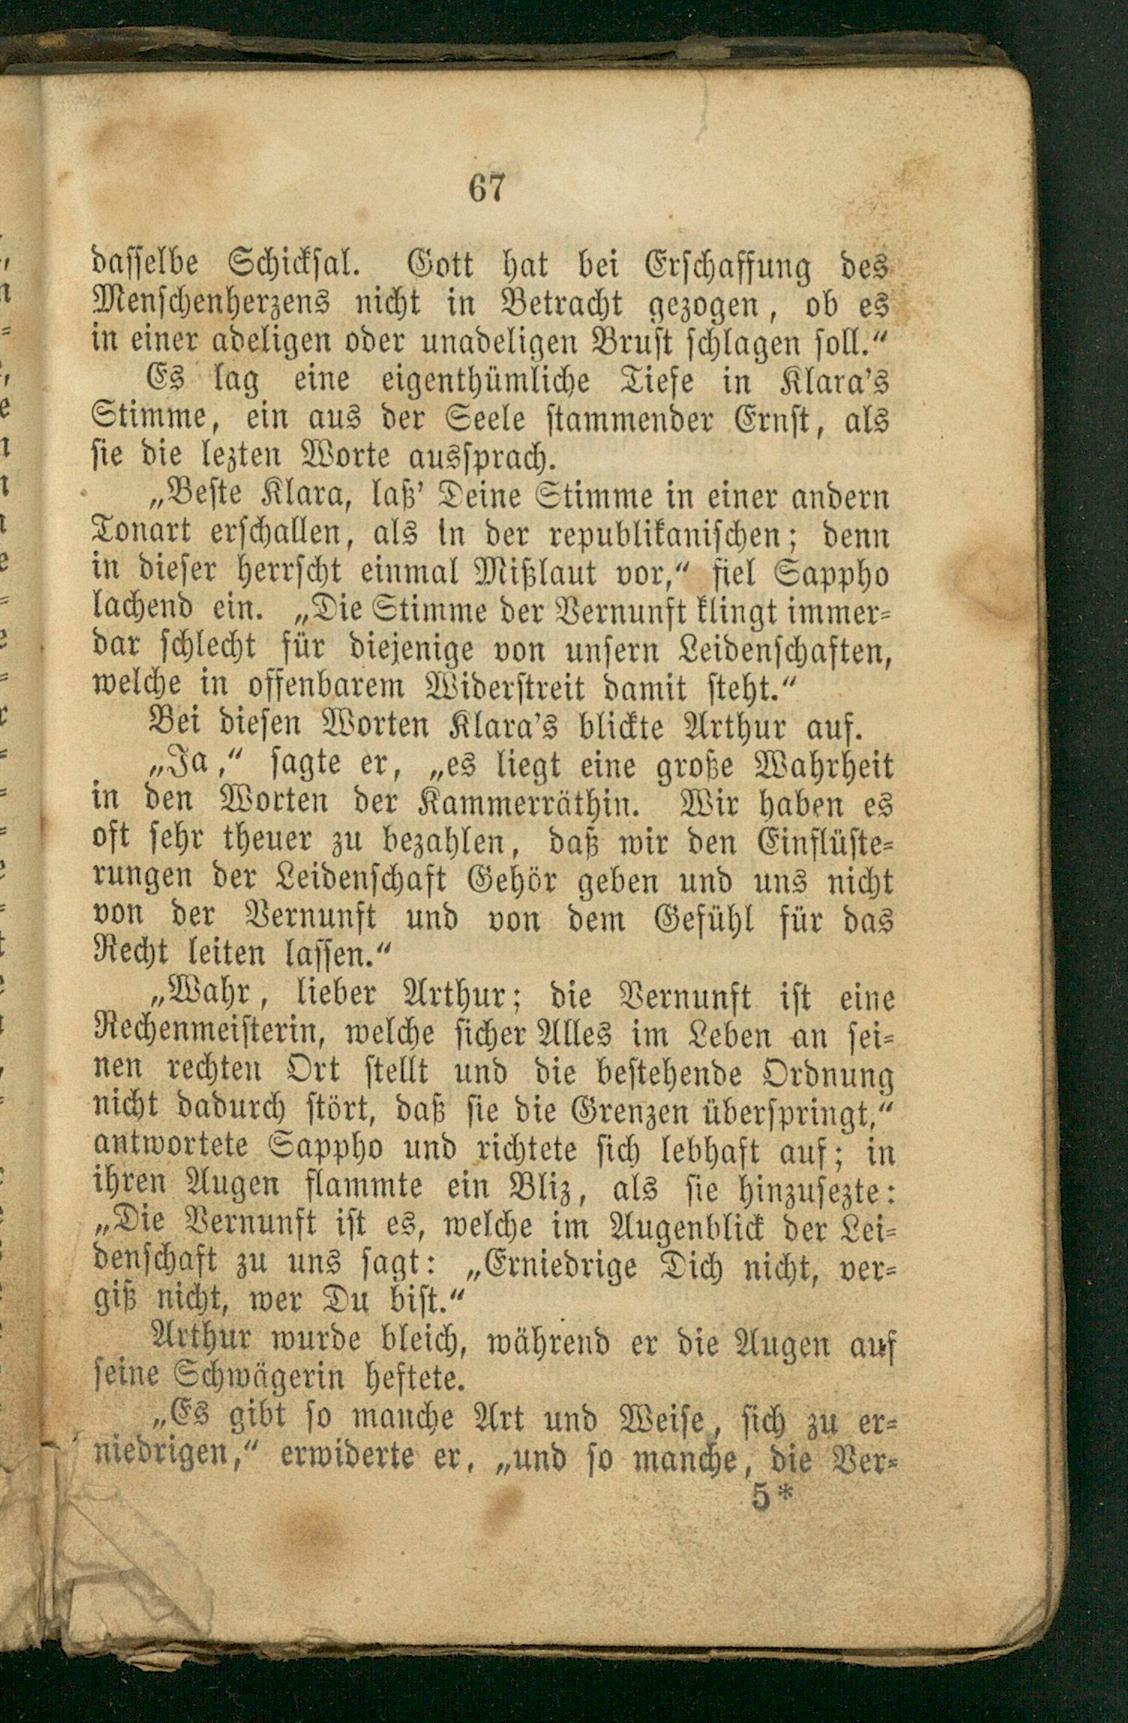 67
dasselbe Schicksal. Gott hat bei Erschaffung des
Menschenherzens nicht in Betracht gezogen, ob es
in einer adeligen oder unadeligen Brust schlagen soll.“
Es lag eine eigenthümliche Tiefe in Klara's
Stimme, ein aus der Seele stammender Ernst, als
sie die lezten Worte aussprach.
„Beste Klara, laß' Deine Stimme in einer andern
Tonart erschallen, als in der republikanischen; denn
in dieser herrscht einmal Mißlaut vor,“ fiel Sappho
lachend ein. „Die Stimme der Vernunft klingt immer-
dar schlecht für diejenige von unsern Leidenschaften,
welche in offenbarem Widerstreit damit steht.“
Bei diesen Worten Klara's blickte Arthur auf.
„Ja,“ sagte er, „es liegt eine große Wahrheit
in den Worten der Kammerräthin. Wir haben es
oft sehr theuer zu bezahlen, daß wir den Einflüste-
rungen der Leidenschaft Gehör geben und uns nicht
von der Vernunft und von dem Gefühl für das
Recht leiten lassen.“
„Wahr, lieber Arthur; die Vernunft ist eine
Rechenmeisterin, welche sicher Alles im Leben an sei-
nen rechten Ort stellt und die bestehende Ordnung
nicht dadurch stört, daß sie die Grenzen überspringt,“
antwortete Sappho und richtete sich lebhaft auf; in
ihren Augen flammte ein Bliz, als sie hinzusezte:
„Die Vernunft ist es, welche im Augenblick der Lei-
denschaft zu uns sagt: „Erniedrige Dich nicht, ver-
giß nicht, wer Du bist.“
Arthur wurde bleich, während er die Augen auf
seine Schwägerin heftete.
„Es gibt so manche Art und Weise, sich zu er-
niedrigen,“ erwiderte er, „und so manche, die Ver-
5*